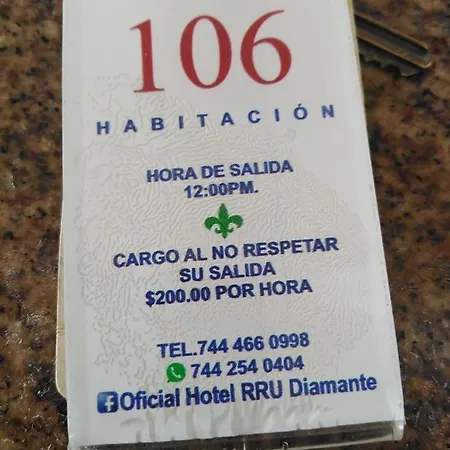 106
HABITACIÓN
HORA DE SALIDA
12:00PM.
CARGO AL NO RESPETAR
SU SALIDA
$200.00 POR HORA
TEL.744 466 0998
744 254 0404
Oficial Hotel RRU Diamante